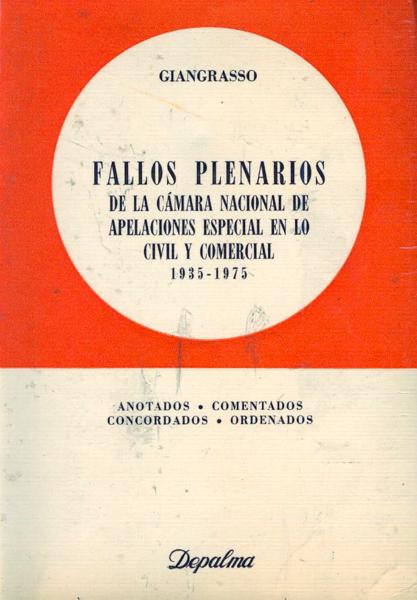 GIANGRASSO
FALLOS PLENARIOS
DE LA CÁMARA NACIONAL DE
APELACIONES ESPECIAL EN LO
CIVIL Y COMERCIAL
1935-1975
ANOTADOS • COMENTADOS
CONCORDADOS • ORDENADOS
Depalma